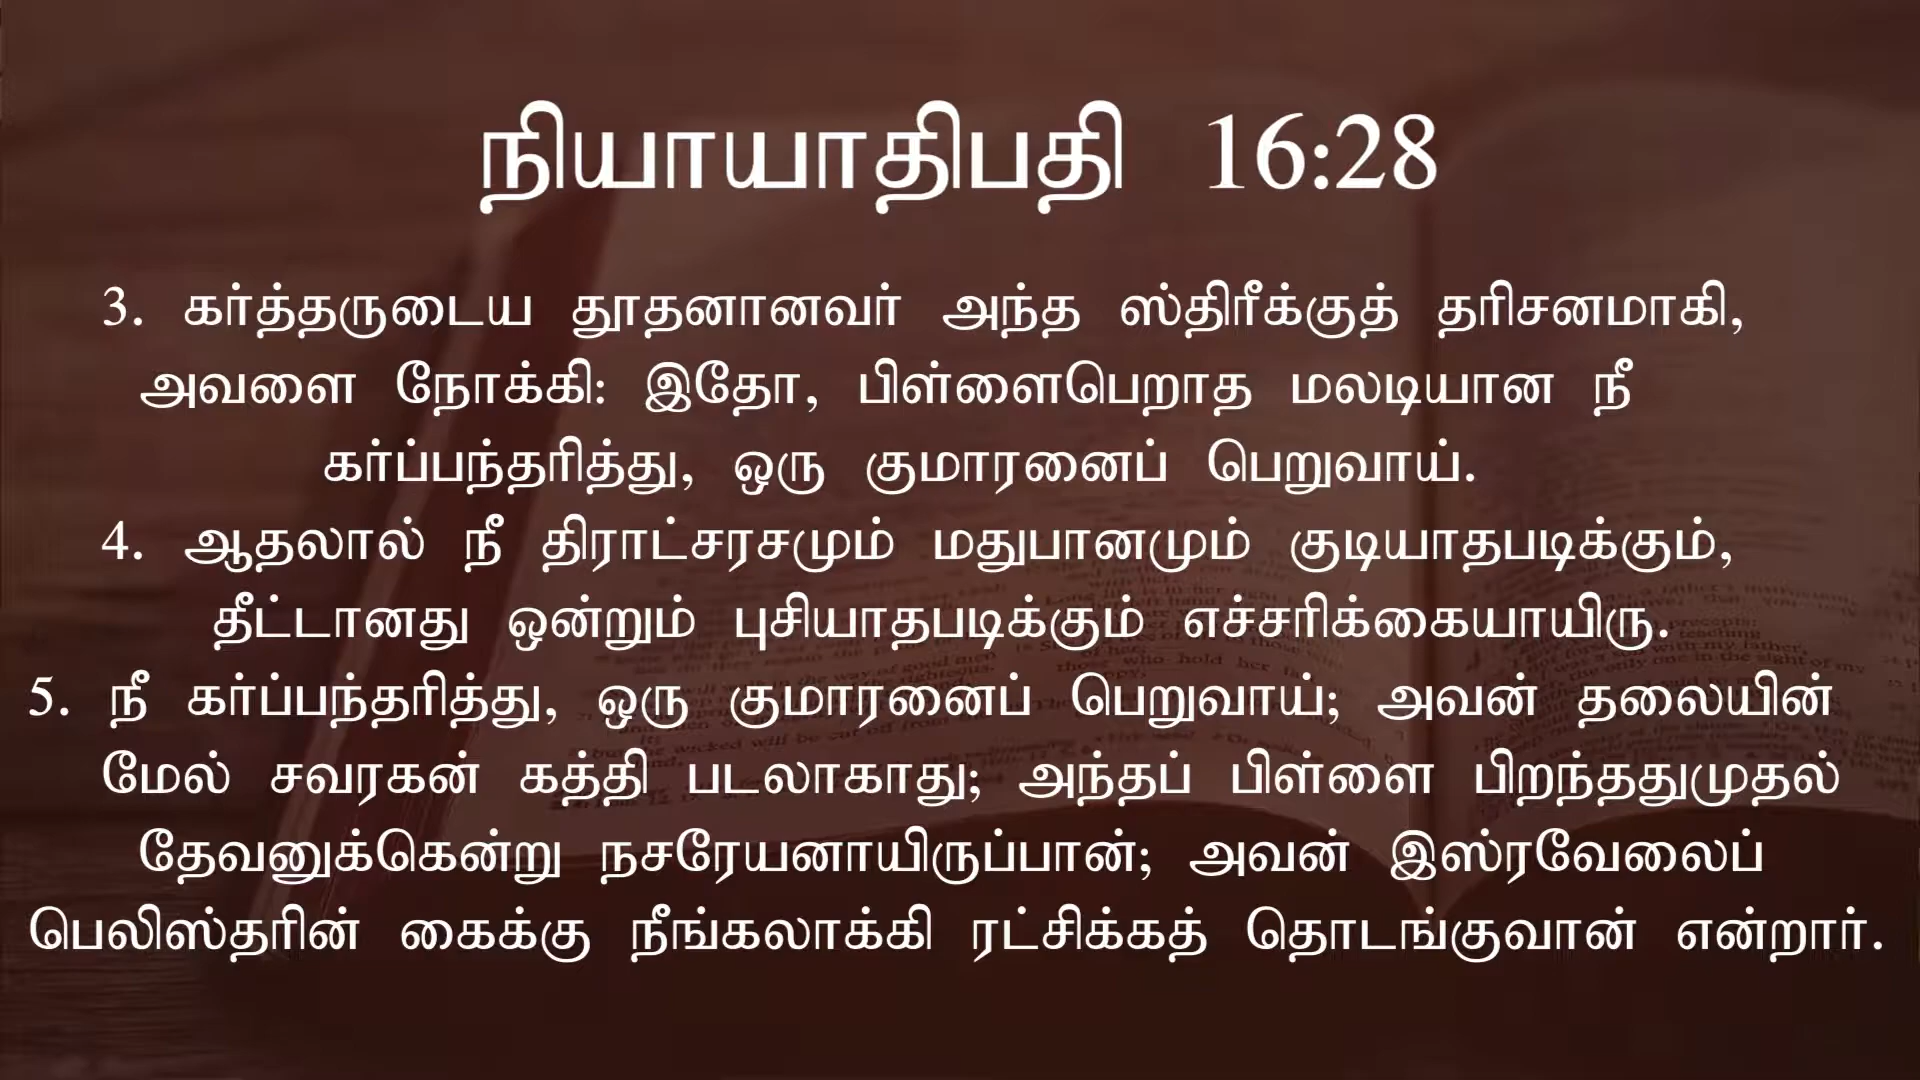 நியாயாதிபதி 16:28
3. கர்த்தருடைய தூதனானவர் அந்த ஸ்திரீக்குத் தரிசனமாகி,
அவளை நோக்கி: இதோ, பிள்ளைபெறாத மலடியான நீ
கர்ப்பந்தரித்து, ஒரு குமாரனைப் பெறுவாய்.
4. ஆதலால் நீ திராட்சரசமும் மதுபானமும் குடியாதபடிக்கும்,
தீட்டானது ஒன்றும் புசியாதபடிக்கும் எச்சரிக்கையாயிரு.
5. நீ கர்ப்பந்தரித்து, ஒரு குமாரனைப் பெறுவாய்; அவன் தலையின்
மேல் சவரகன் கத்தி படலாகாது; அந்தப் பிள்ளை பிறந்ததுமுதல்
தேவனுக்கென்று நசரேயனாயிருப்பான்; அவன் இஸ்ரவேலைப்
பெலிஸ்தரின் கைக்கு நீங்கலாக்கி ரட்சிக்கத் தொடங்குவான் என்றார்.